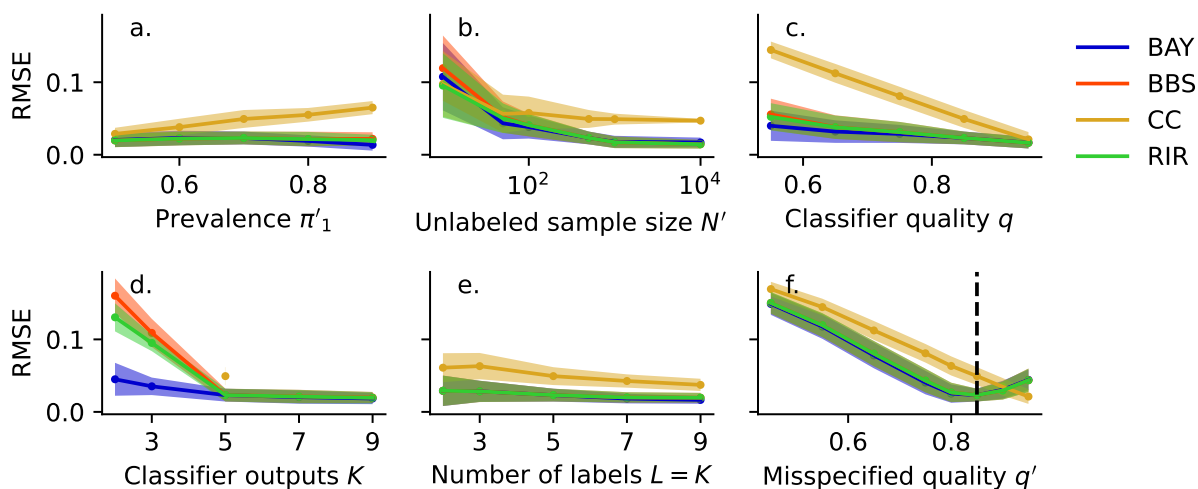 a.
b.
c.
RMSE
0.1
0.0
0.6
0.8
10²
10⁴
0.6
0.8
Prevalence π'₁
Unlabeled sample size N'
Classifier quality q
BAY
BBS
CC
RIR
d.
e.
f.
RMSE
0.1
0.0
3
5
7
9
3
5
7
9
0.6
0.8
Classifier outputs K
Number of labels L = K
Misspecified quality q'